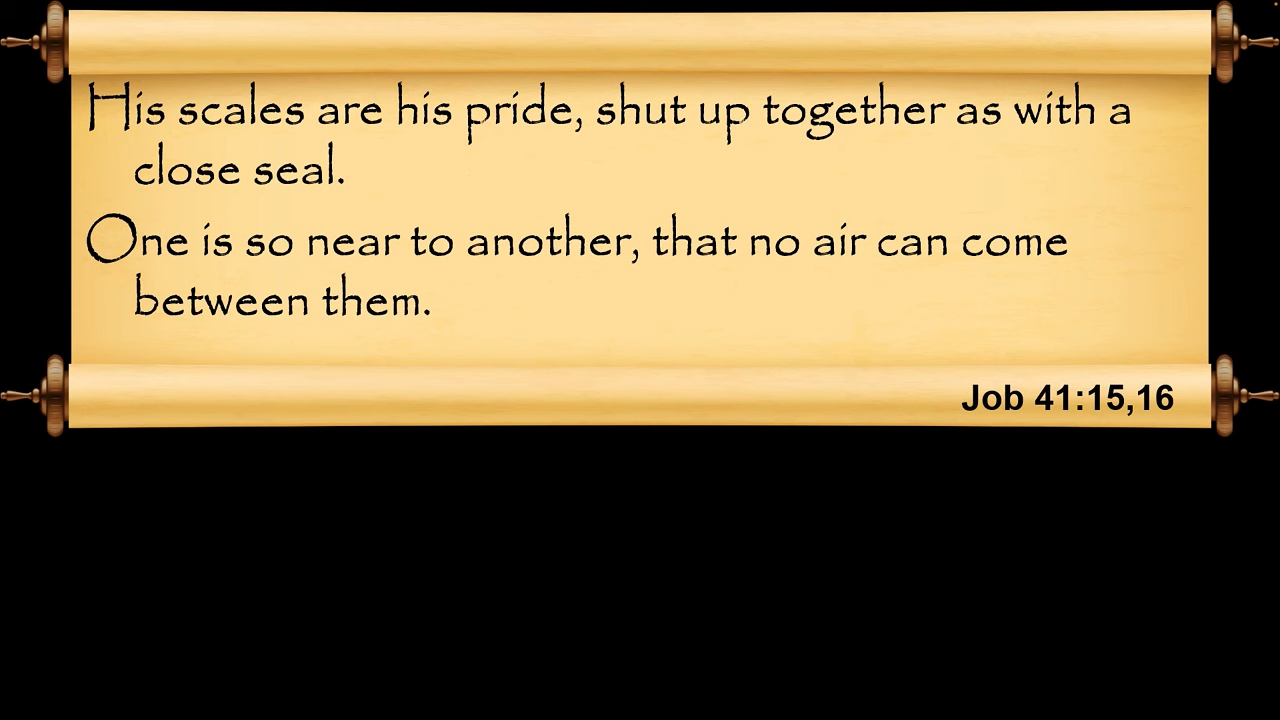 His scales are his pride, shut up together as with a
close seal.
One is so near to another, that no air can come
between them.
Job 41:15,16